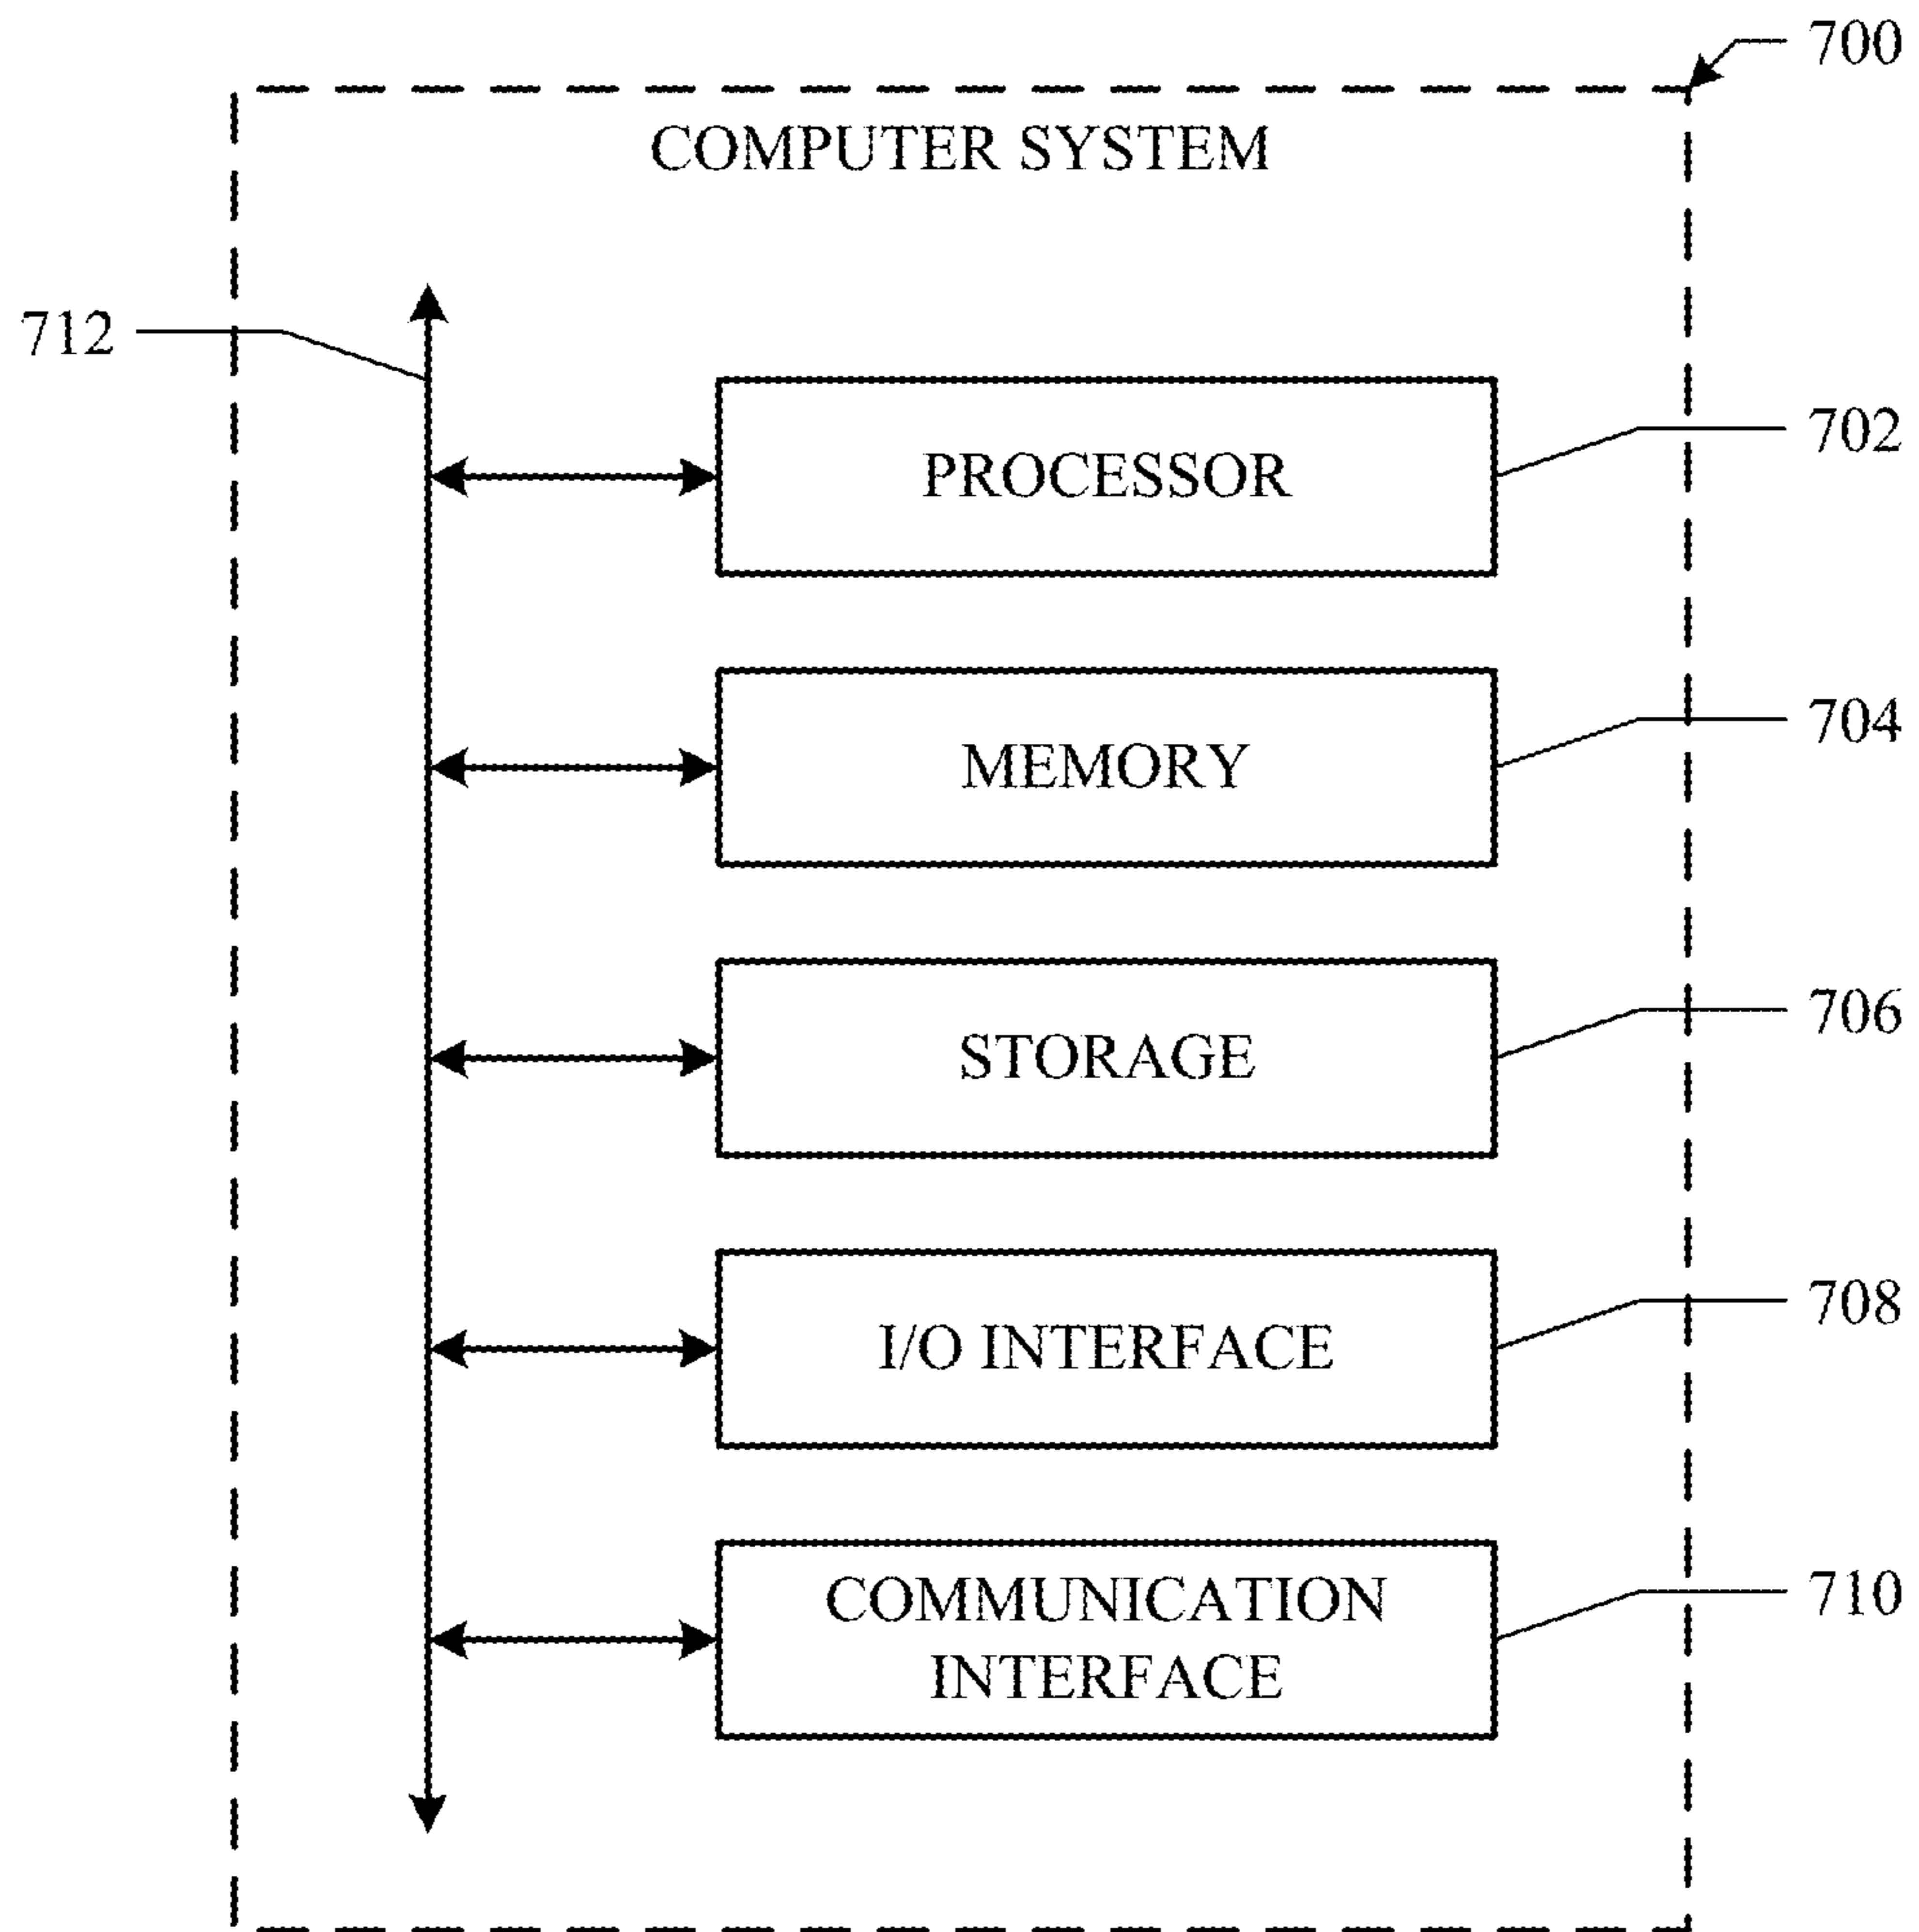 700
COMPUTER SYSTEM
712
PROCESSOR
702
MEMORY
704
STORAGE
706
I/O INTERFACE
708
COMMUNICATION
INTERFACE
710